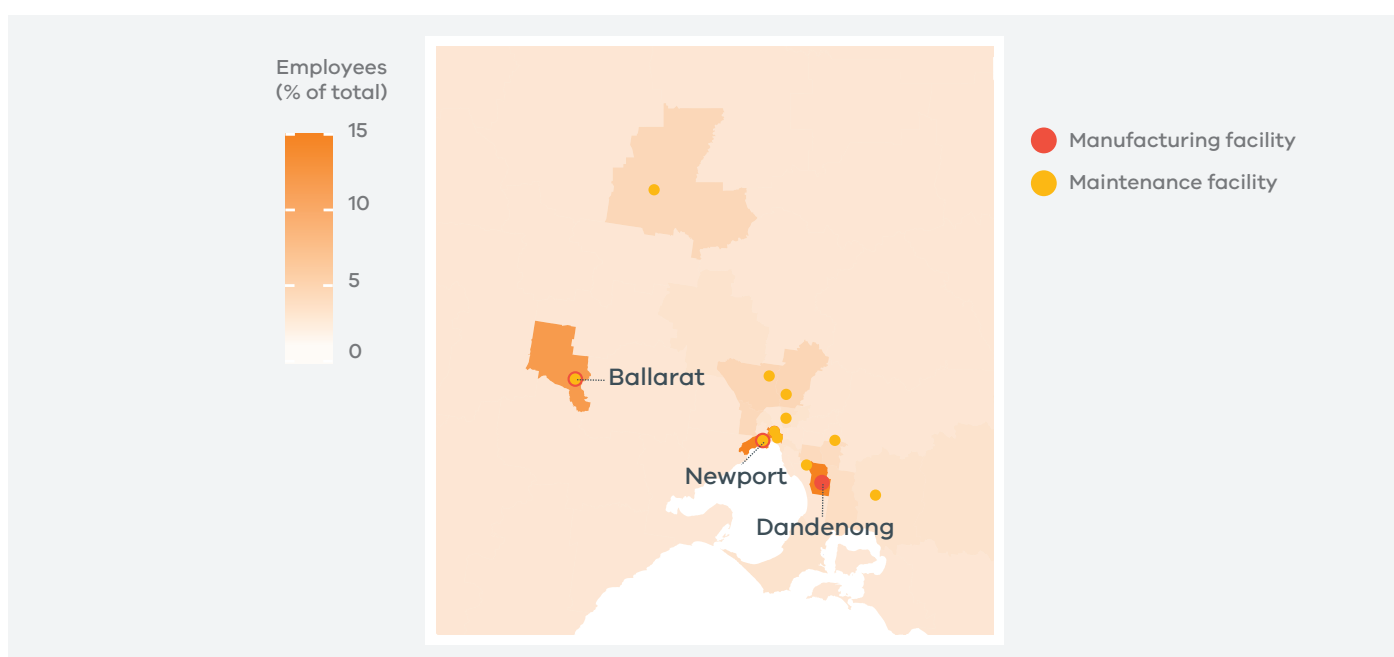 Employees
(% of total)
15
10
5
0
Manufacturing facility
Maintenance facility
Ballarat
Newport
Dandenong